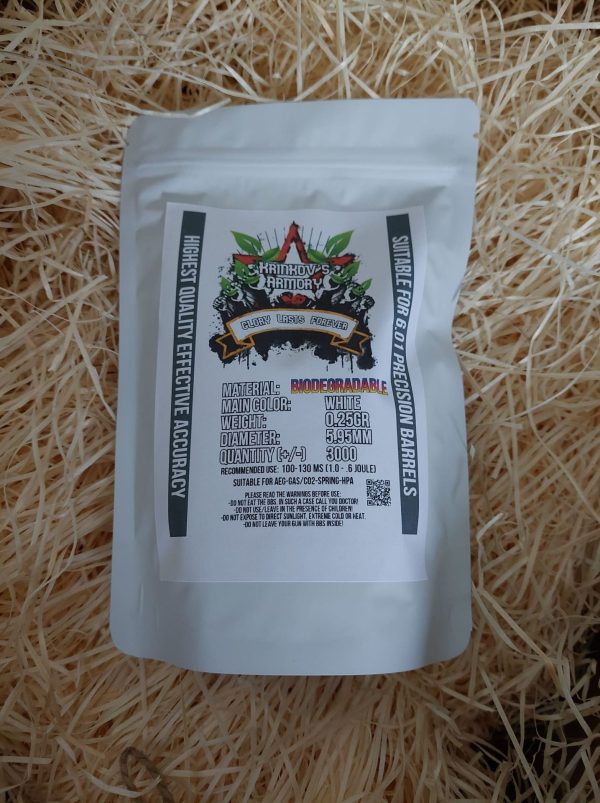 KRINKOV'S
ARMORY
GLORY LASTS FOREVER
HIGHEST QUALITY EFFECTIVE ACCURACY
SUITABLE FOR 6.01 PRECISION BARRELS
MATERIAL: BIODEGRADABLE
MAIN COLOR: WHITE
WEIGHT: 0.25GR
DIAMETER: 5.95MM
QUANTITY (+/-) 3000
RECOMMENDED USE: 100-130 MS (1.0 - .6 JOULE)
SUITABLE FOR AEG-GAS/CO2-SPRING-HPA
PLEASE READ THE WARNINGS BEFORE USE:
-DO NOT EAT THE BBS. IN SUCH A CASE CALL YOU DOCTOR!
-DO NOT USE/LEAVE IN THE PRESENCE OF CHILDREN!
-DO NOT EXPOSE TO DIRECT SUNLIGHT, EXTREME COLD OR HEAT.
-DO NOT LEAVE YOUR GUN WITH BBS INSIDE!